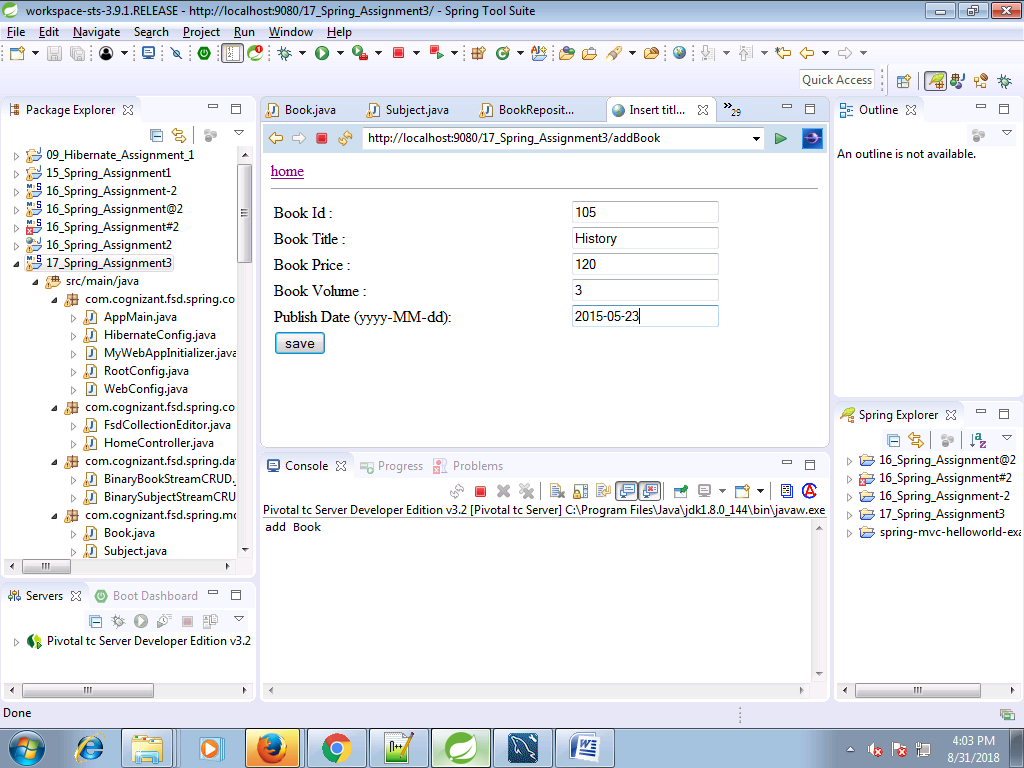 workspace-sts-3.9.1.RELEASE - http://localhost:9080/17_Spring_Assignment3/ - Spring Tool Suite
File Edit Navigate Search Project Run Window Help
Quick Access
Package Explorer
09_Hibernate_Assignment_1
15_Spring_Assignment1
16_Spring_Assignment-2
16_Spring_Assignment@2
16_Spring_Assignment#2
16_Spring_Assignment2
17_Spring_Assignment3
src/main/java
com.cognizant.fsd.spring.co
AppMain.java
HibernateConfig.java
MyWebAppInitializer.java
RootConfig.java
WebConfig.java
com.cognizant.fsd.spring.co
FsdCollectionEditor.java
HomeController.java
com.cognizant.fsd.spring.da
BinaryBookStreamCRUD.
BinarySubjectStreamCRU
com.cognizant.fsd.spring.mo
Book.java
Subject.java
Servers Boot Dashboard
Pivotal tc Server Developer Edition v3.2
Book.java Subject.java BookReposit... Insert titl... »29
http://localhost:9080/17_Spring_Assignment3/addBook
home
Book Id : 105
Book Title : History
Book Price : 120
Book Volume : 3
Publish Date (yyyy-MM-dd): 2015-05-23
save
Console Progress Problems
Pivotal tc Server Developer Edition v3.2 [Pivotal tc Server] C:\Program Files\Java\jdk1.8.0_144\bin\javaw.exe
add Book
Outline
An outline is not available.
Spring Explorer
16_Spring_Assignment@2
16_Spring_Assignment#2
16_Spring_Assignment-2
17_Spring_Assignment3
spring-mvc-helloworld-exa
Done
4:03 PM
8/31/2018